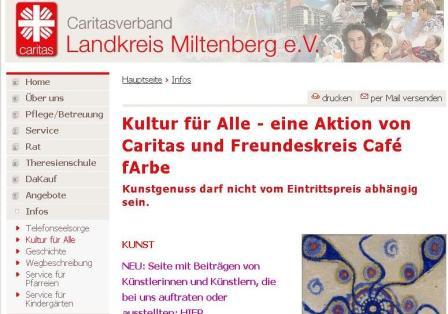 caritas
Caritasverband
Landkreis Miltenberg e.V.
Home
Über uns
Pflege/Betreuung
Service
Rat
Theresienschule
DaKauf
Angebote
Infos
Telefonseelsorge
Kultur für Alle
Geschichte
Wegbeschreibung
Service für
Pfarreien
Service für
Kindergärten
Hauptseite › Infos
drucken per Mail versenden
Kultur für Alle - eine Aktion von
Caritas und Freundeskreis Café
fArbe
Kunstgenuss darf nicht vom Eintrittspreis abhängig
sein.
KUNST
NEU: Seite mit Beiträgen von
Künstlerinnen und Künstlern, die
bei uns auftraten oder
ausstellten: HIER